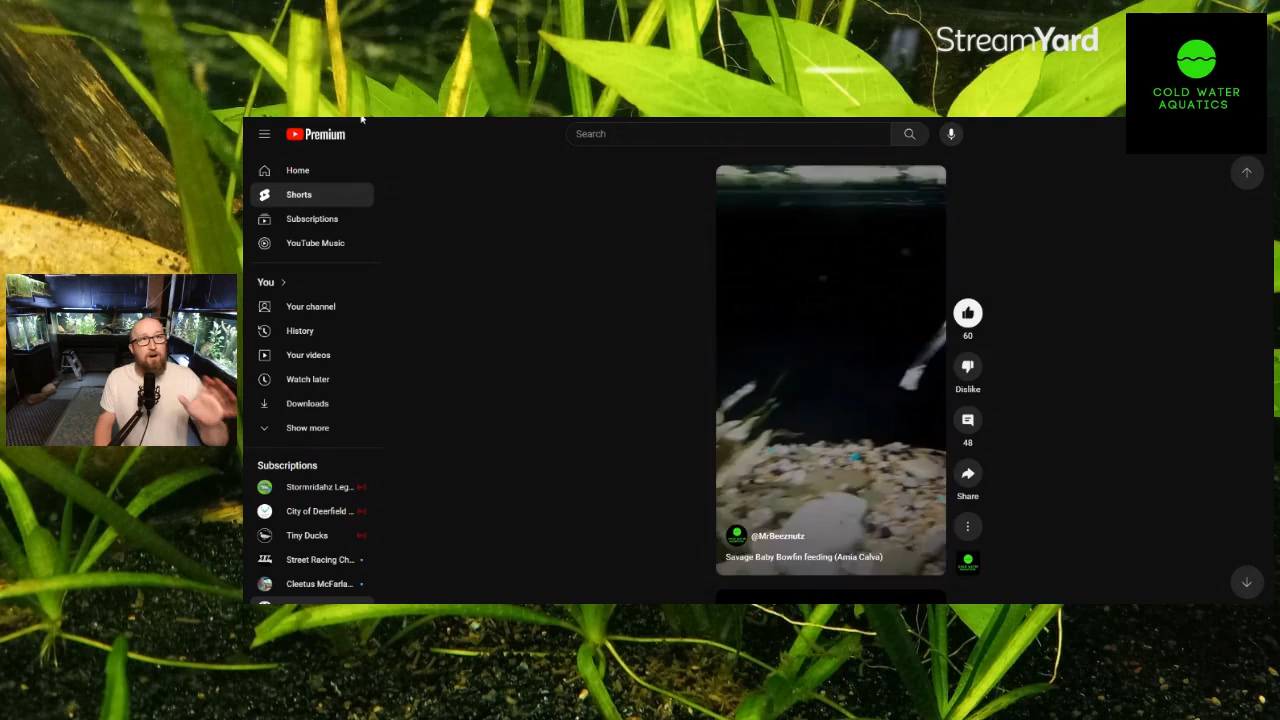 StreamYard
COLD WATER
AQUATICS
Premium
Search
Home
Shorts
Subscriptions
YouTube Music
You
Your channel
History
Your videos
Watch later
Downloads
Show more
Subscriptions
Stormridahz Leg...
City of Deerfield ...
Tiny Ducks
Street Racing Ch...
Cleetus McFarla...
60
Dislike
48
Share
@MrBeeznutz
Savage Baby Bowfin feeding (Amia Calva)